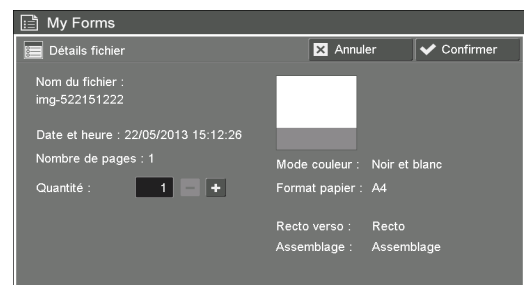 My Forms
Détails fichier
Annuler
Confirmer
Nom du fichier :
img-522151222
Date et heure : 22/05/2013 15:12:26
Nombre de pages : 1
Quantité : 1 − +
Mode couleur : Noir et blanc
Format papier : A4
Recto verso : Recto
Assemblage : Assemblage